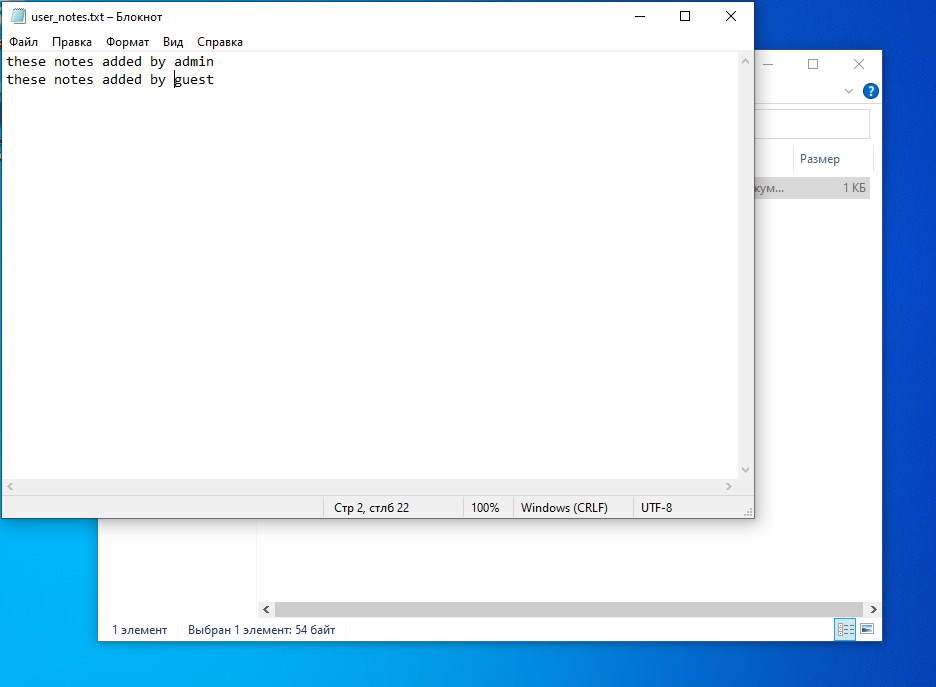 user_notes.txt – Блокнот
Файл Правка Формат Вид Справка
these notes added by admin
these notes added by guest
Стр 2, стлб 22 100% Windows (CRLF) UTF-8
?
Размер
кум... 1 КБ
1 элемент Выбран 1 элемент: 54 байт